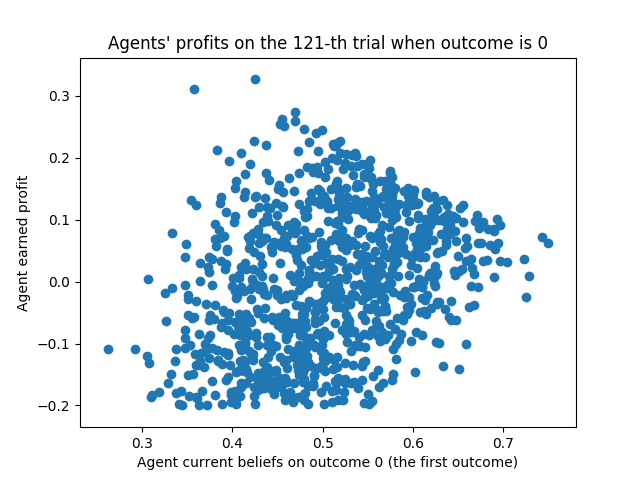 Agents' profits on the 121-th trial when outcome is 0
0.3
0.2
0.1
0.0
−0.1
−0.2
Agent earned profit
0.3 0.4 0.5 0.6 0.7
Agent current beliefs on outcome 0 (the first outcome)